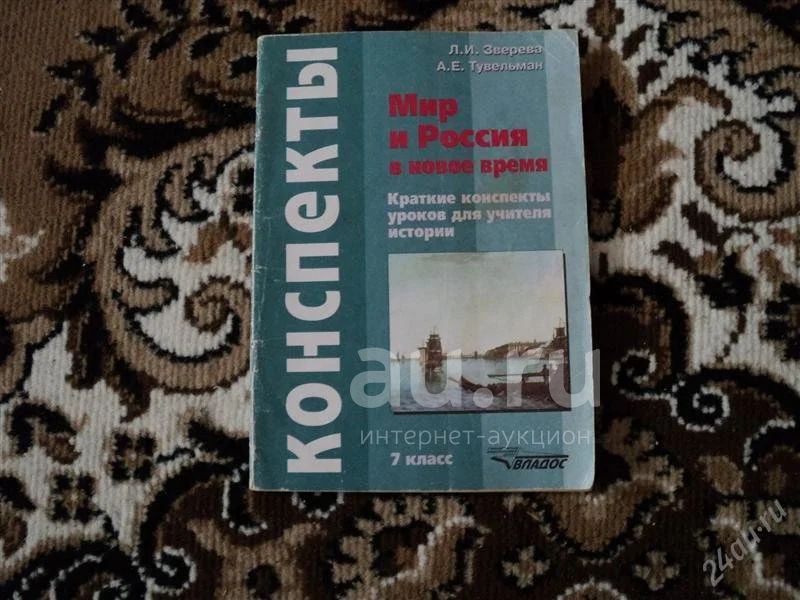 Л.И. Зверева
А.Е. Тувельман
КОНСПЕКТЫ
Мир
и Россия
в новое время
Краткие конспекты
уроков для учителя
истории
au.ru
интернет-аукцион
7 класс
ВЛАДОС
24au.ru